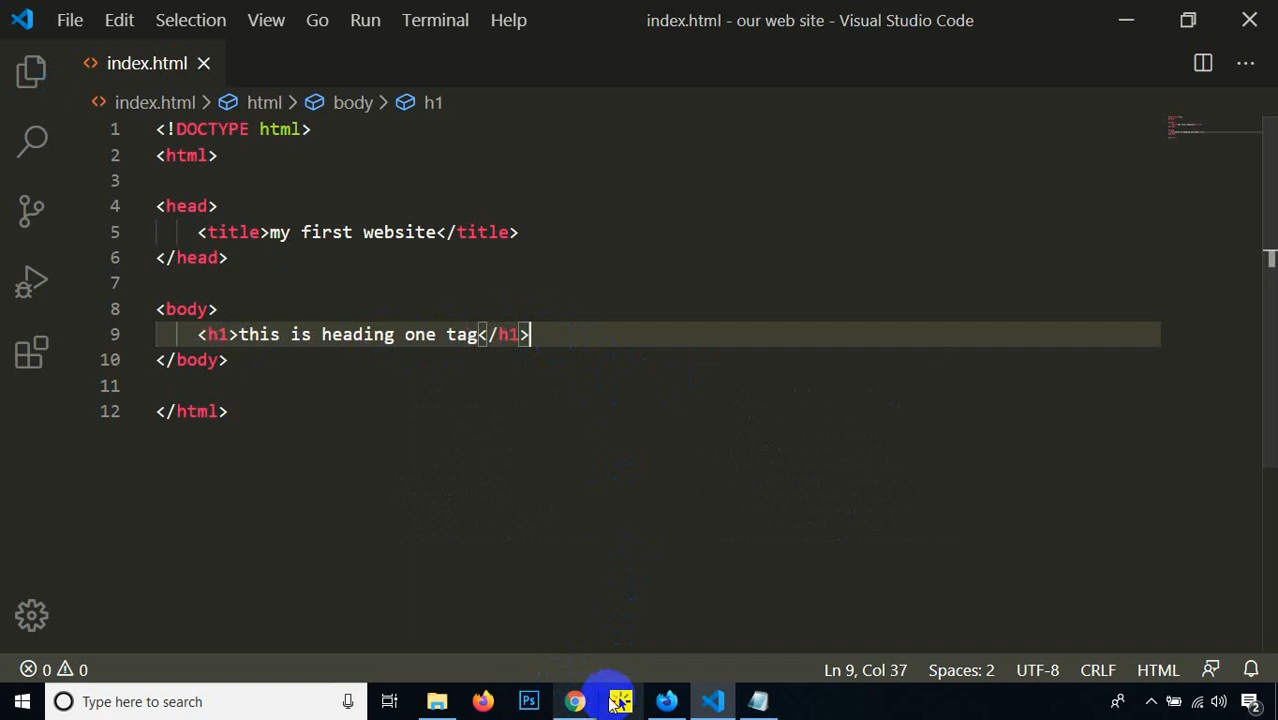 File Edit Selection View Go Run Terminal Help index.html - our web site - Visual Studio Code
index.html
index.html > html > body > h1
1 <!DOCTYPE html>
2 <html>
3
4 <head>
5 <title>my first website</title>
6 </head>
7
8 <body>
9 <h1>this is heading one tag</h1>
10 </body>
11
12 </html>
0 0 Ln 9, Col 37 Spaces: 2 UTF-8 CRLF HTML
Type here to search Ps 2